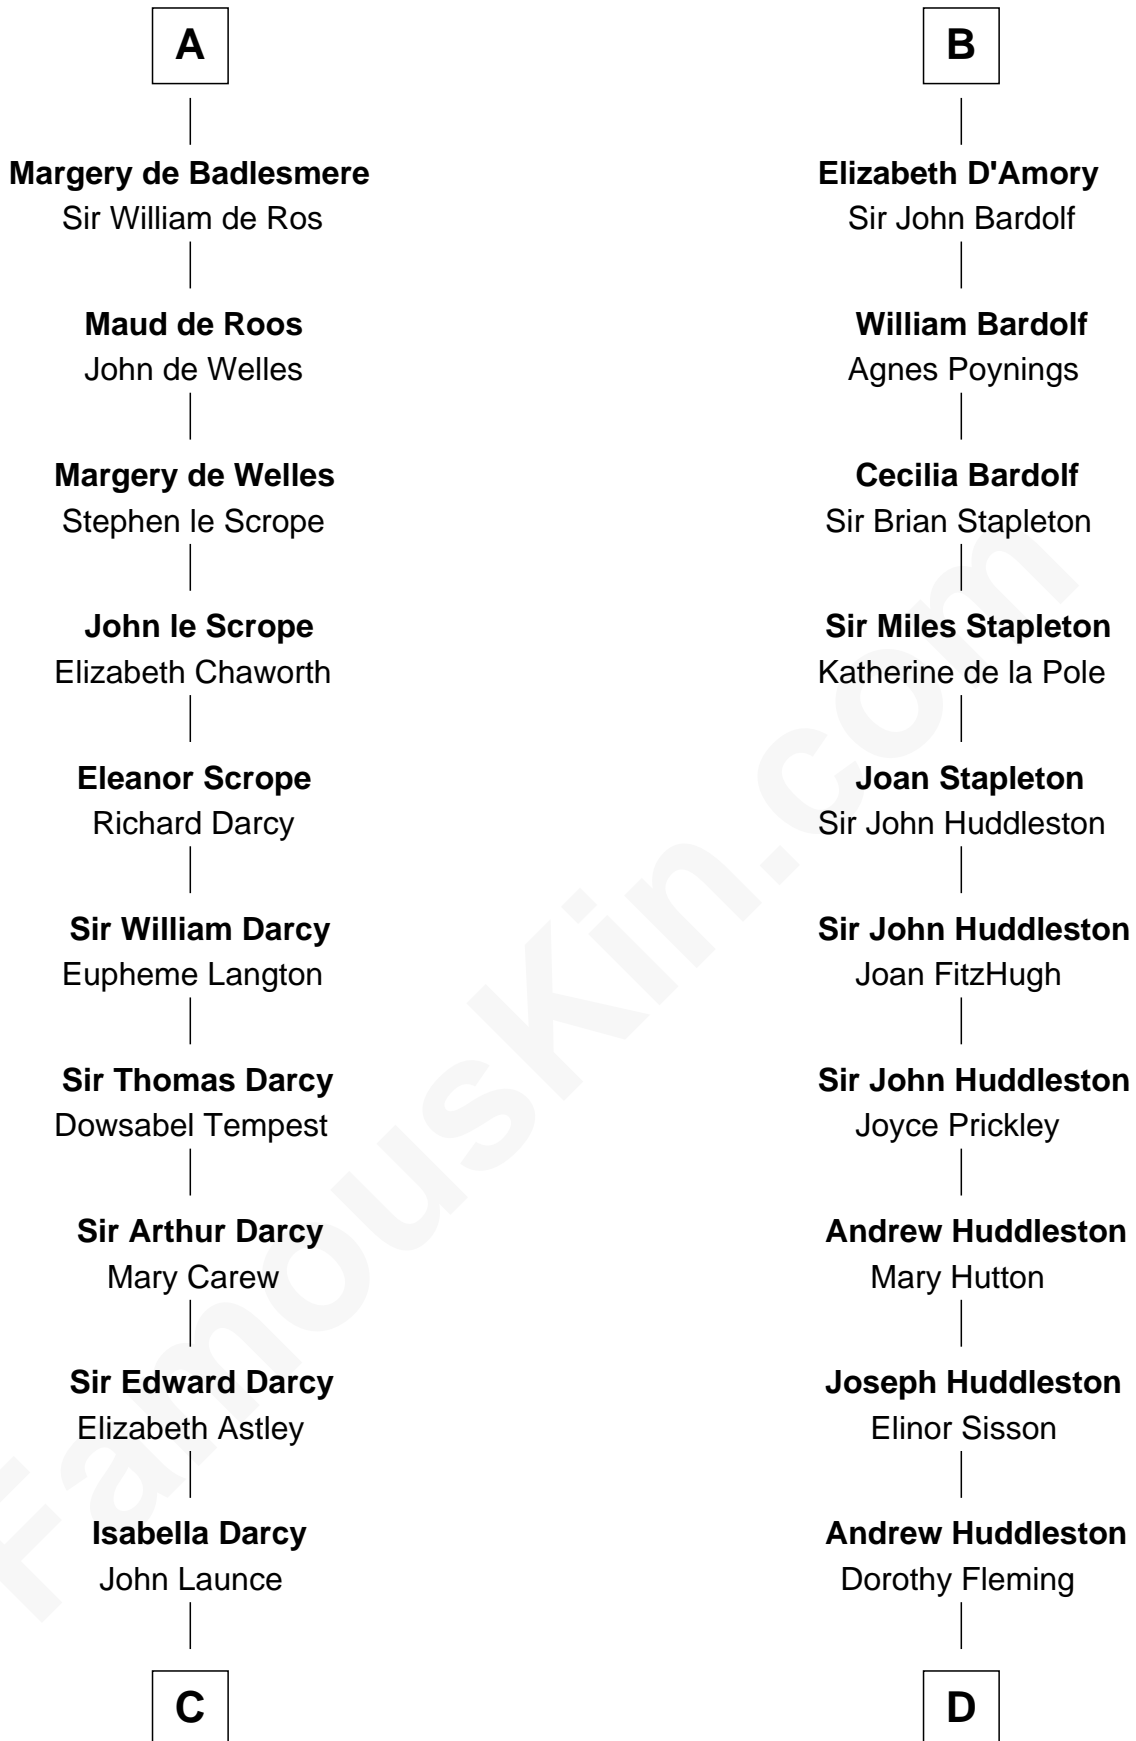 A
Margery de Badlesmere
Sir William de Ros
Maud de Roos
John de Welles
Margery de Welles
Stephen le Scrope
John le Scrope
Elizabeth Chaworth
Eleanor Scrope
Richard Darcy
Sir William Darcy
Eupheme Langton
Sir Thomas Darcy
Dowsabel Tempest
Sir Arthur Darcy
Mary Carew
Sir Edward Darcy
Elizabeth Astley
Isabella Darcy
John Launce
C
B
Elizabeth D'Amory
Sir John Bardolf
William Bardolf
Agnes Poynings
Cecilia Bardolf
Sir Brian Stapleton
Sir Miles Stapleton
Katherine de la Pole
Joan Stapleton
Sir John Huddleston
Sir John Huddleston
Joan FitzHugh
Sir John Huddleston
Joyce Prickley
Andrew Huddleston
Mary Hutton
Joseph Huddleston
Elinor Sisson
Andrew Huddleston
Dorothy Fleming
D
FamousKin.com